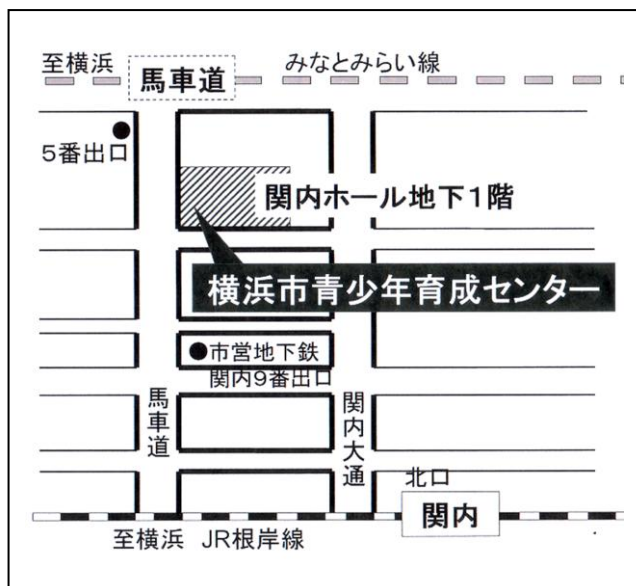 至横浜
馬車道
みなとみらい線
5番出口
関内ホール地下1階
横浜市青少年育成センター
市営地下鉄
関内9番出口
馬車道
関内大通
北口
関内
至横浜 JR根岸線